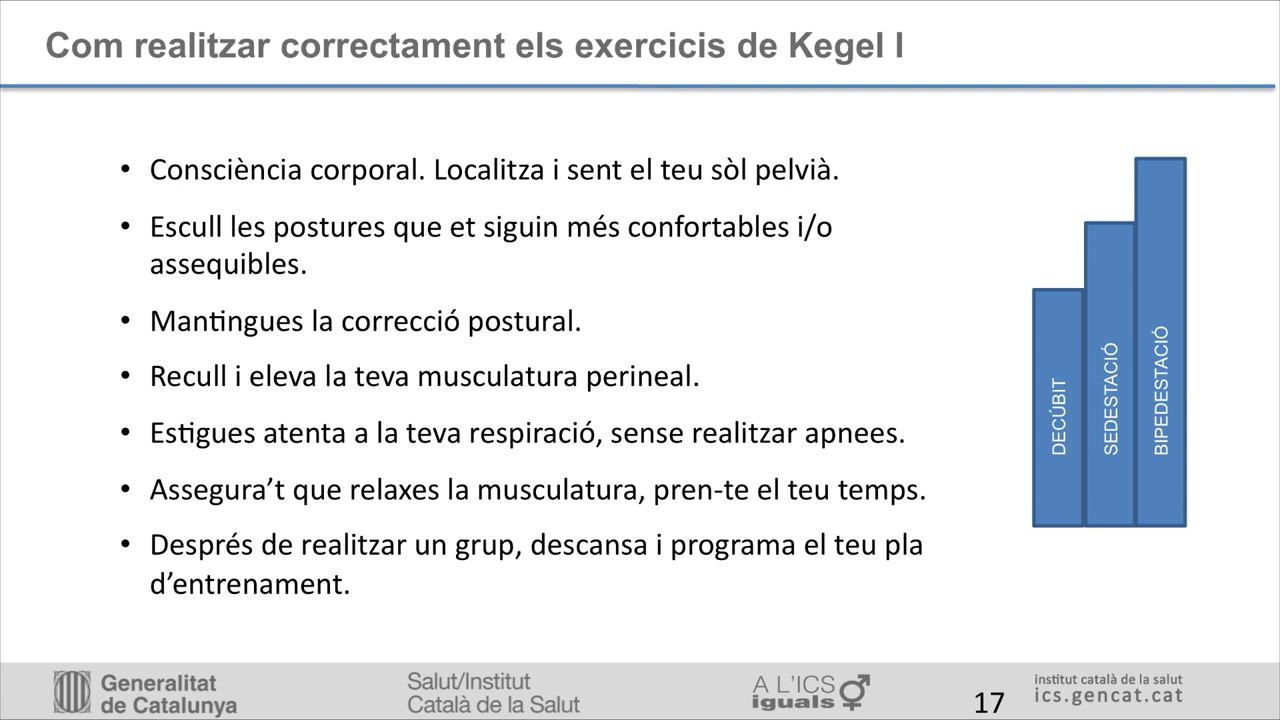 Com realitzar correctament els exercicis de Kegel I
• Consciència corporal. Localitza i sent el teu sòl pelvià.
• Escull les postures que et siguin més confortables i/o
assequibles.
• Mantingues la correcció postural.
• Recull i eleva la teva musculatura perineal.
• Estigues atenta a la teva respiració, sense realitzar apnees.
• Assegura’t que relaxes la musculatura, pren-te el teu temps.
• Després de realitzar un grup, descansa i programa el teu pla
d’entrenament.
DECÚBIT
SEDESTACIÓ
BIPEDESTACIÓ
Generalitat
de Catalunya
Salut/Institut
Català de la Salut
A L’ICS
iguals
17
institut català de la salut
ics.gencat.cat